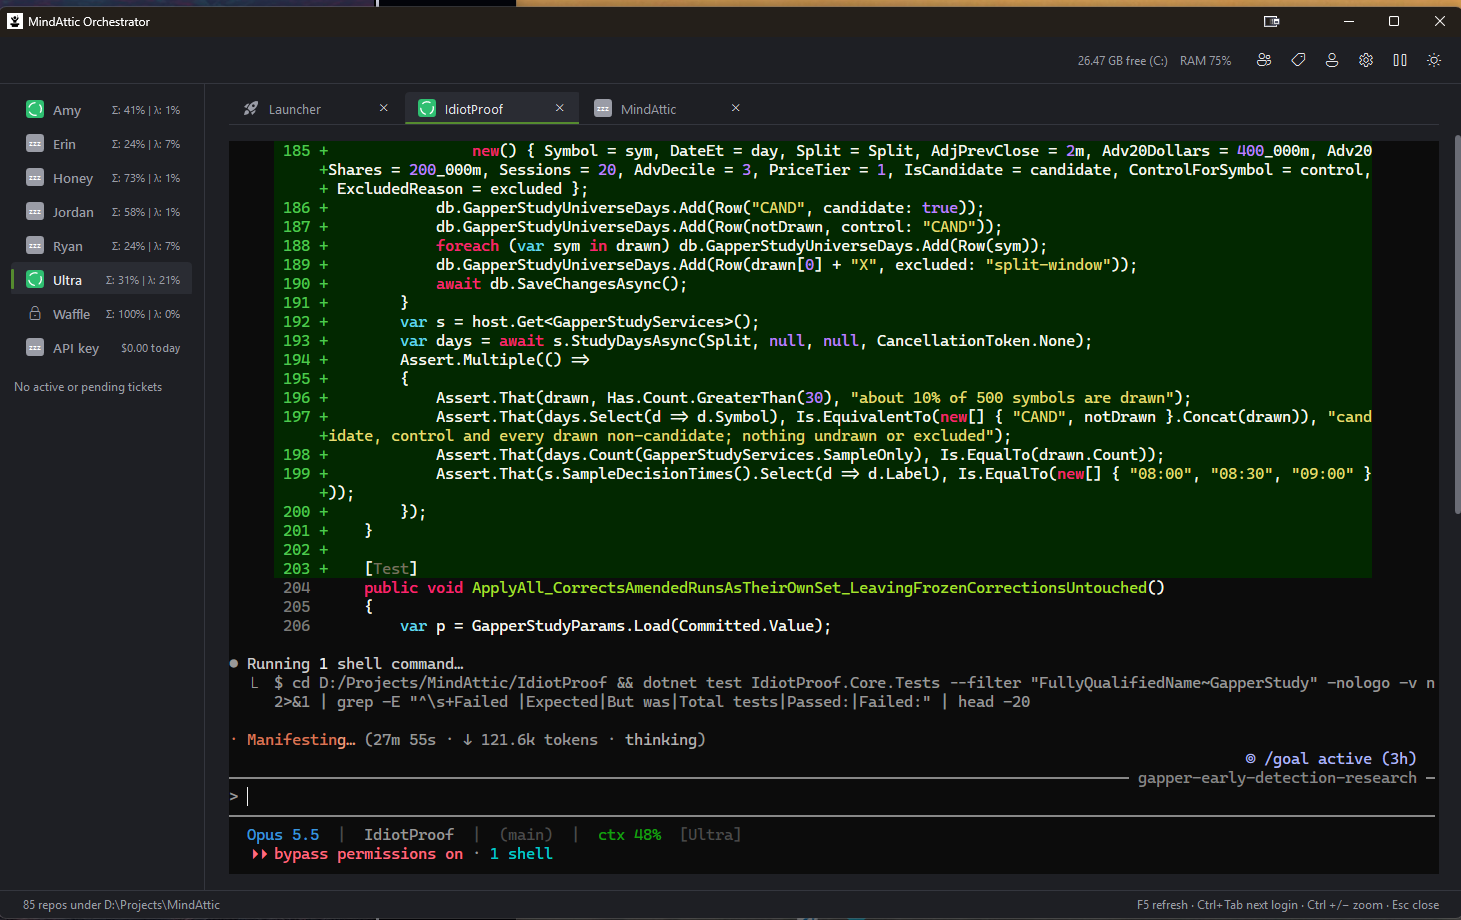 MindAttic Orchestrator
26.47 GB free (C:) RAM 75%
Amy Σ: 41% | λ: 1%
Erin Σ: 24% | λ: 7%
Honey Σ: 73% | λ: 1%
Jordan Σ: 58% | λ: 1%
Ryan Σ: 24% | λ: 7%
Ultra Σ: 31% | λ: 21%
Waffle Σ: 100% | λ: 0%
API key $0.00 today
No active or pending tickets
Launcher × IdiotProof × zzz MindAttic ×
185 + new() { Symbol = sym, DateEt = day, Split = Split, AdjPrevClose = 2m, Adv20Dollars = 400_000m, Adv20
+Shares = 200_000m, Sessions = 20, AdvDecile = 3, PriceTier = 1, IsCandidate = candidate, ControlForSymbol = control,
+ ExcludedReason = excluded };
186 + db.GapperStudyUniverseDays.Add(Row("CAND", candidate: true));
187 + db.GapperStudyUniverseDays.Add(Row(notDrawn, control: "CAND"));
188 + foreach (var sym in drawn) db.GapperStudyUniverseDays.Add(Row(sym));
189 + db.GapperStudyUniverseDays.Add(Row(drawn[0] + "X", excluded: "split-window"));
190 + await db.SaveChangesAsync();
191 + }
192 + var s = host.Get<GapperStudyServices>();
193 + var days = await s.StudyDaysAsync(Split, null, null, CancellationToken.None);
194 + Assert.Multiple(() =>
195 + {
196 + Assert.That(drawn, Has.Count.GreaterThan(30), "about 10% of 500 symbols are drawn");
197 + Assert.That(days.Select(d => d.Symbol), Is.EquivalentTo(new[] { "CAND", notDrawn }.Concat(drawn)), "cand
+idate, control and every drawn non-candidate; nothing undrawn or excluded");
198 + Assert.That(days.Count(GapperStudyServices.SampleOnly), Is.EqualTo(drawn.Count));
199 + Assert.That(s.SampleDecisionTimes().Select(d => d.Label), Is.EqualTo(new[] { "08:00", "08:30", "09:00" }
+));
200 + });
201 + }
202 +
203 + [Test]
204 public void ApplyAll_CorrectsAmendedRunsAsTheirOwnSet_LeavingFrozenCorrectionsUntouched()
205 {
206 var p = GapperStudyParams.Load(Committed.Value);
● Running 1 shell command…
└ $ cd D:/Projects/MindAttic/IdiotProof && dotnet test IdiotProof.Core.Tests --filter "FullyQualifiedName~GapperStudy" -nologo -v n
2>&1 | grep -E "^\s+Failed |Expected|But was|Total tests|Passed:|Failed:" | head -20
· Manifesting… (27m 55s · ↓ 121.6k tokens · thinking)
◎ /goal active (3h)
gapper-early-detection-research
>
Opus 5.5 | IdiotProof | (main) | ctx 48% [Ultra]
⏵⏵ bypass permissions on · 1 shell
85 repos under D:\Projects\MindAttic
F5 refresh · Ctrl+Tab next login · Ctrl +/− zoom · Esc close